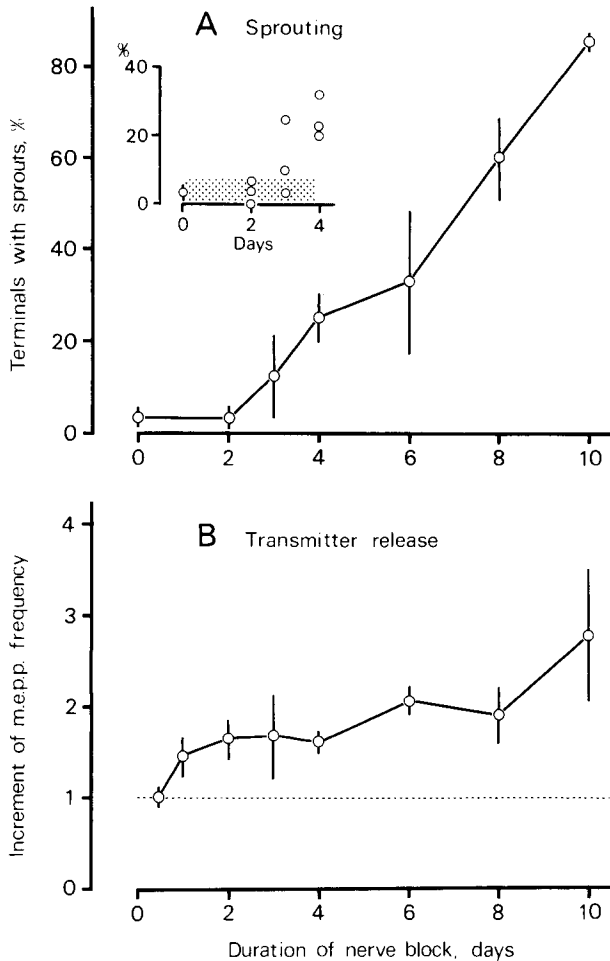 A Sprouting
Terminals with sprouts, %
80
60
40
20
0
%
40
20
0
0 2 4
Days
0 2 4 6 8 10
B Transmitter release
Increment of m.e.p.p. frequency
4
3
2
1
0
0 2 4 6 8 10
Duration of nerve block, days